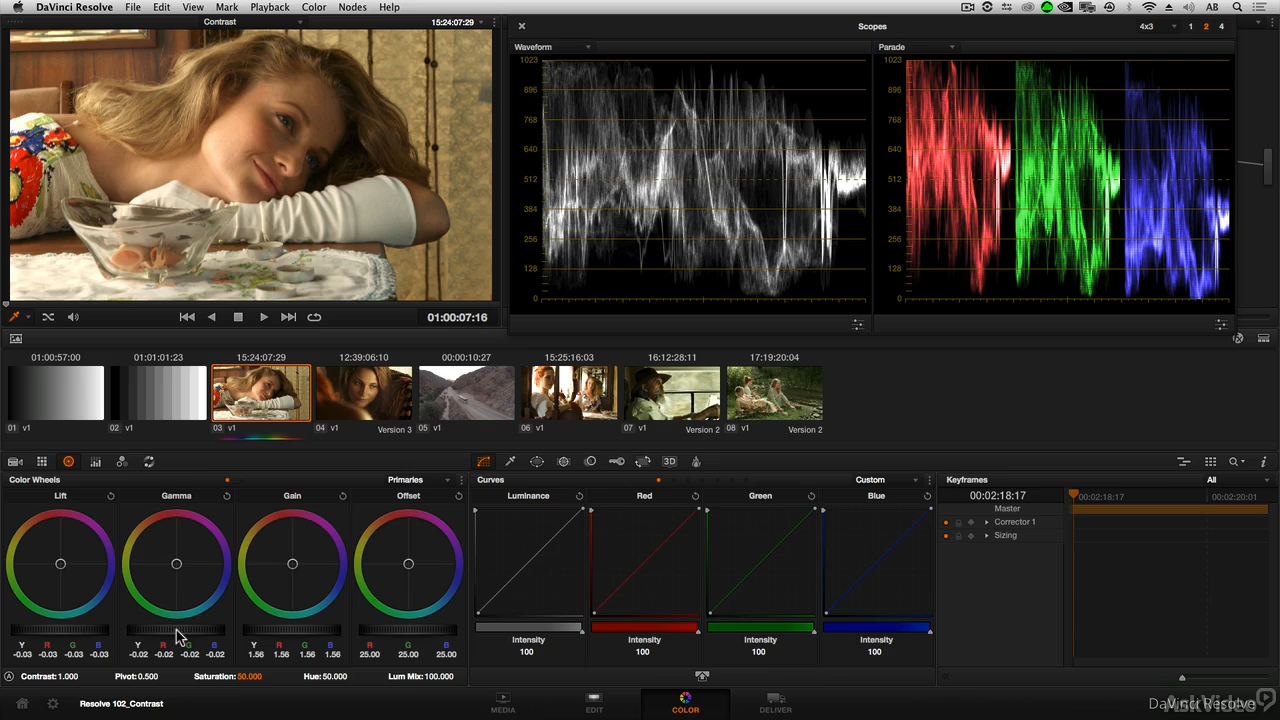 DaVinci Resolve File Edit View Mark Playback Color Nodes Help AB
Contrast 15:24:07:29
Scopes 4x3 1 2 4
Waveform Parade
1023 1023
896 896
768 768
640 640
512 512
384 384
256 256
128 128
0 0
01:00:07:16
01:00:57:00 01:01:01:23 15:24:07:29 12:39:06:10 00:00:10:27 15:25:16:03 16:12:28:11 17:19:20:04
01 v1 02 v1 03 v1 04 Version 3 05 v1 06 v1 07 Version 2 08 Version 2
3D
Color Wheels Primaries Curves Custom Keyframes All
Lift Gamma Gain Offset Luminance Red Green Blue 00:02:18:17 00:02:18:17 00:02:20:01
Master
Corrector 1
Sizing
Intensity Intensity Intensity Intensity
100 100 100 100
Y R G B Y R G B Y R G B R G B
-0.03 -0.03 -0.03 -0.03 -0.02 -0.02 -0.02 -0.02 1.56 1.56 1.56 1.56 25.00 25.00 25.00
Contrast:1.000 Pivot:0.500 Saturation:50.000 Hue:50.000 Lum Mix:100.000
Resolve 102_Contrast MEDIA EDIT COLOR DELIVER DaVinci Resolve